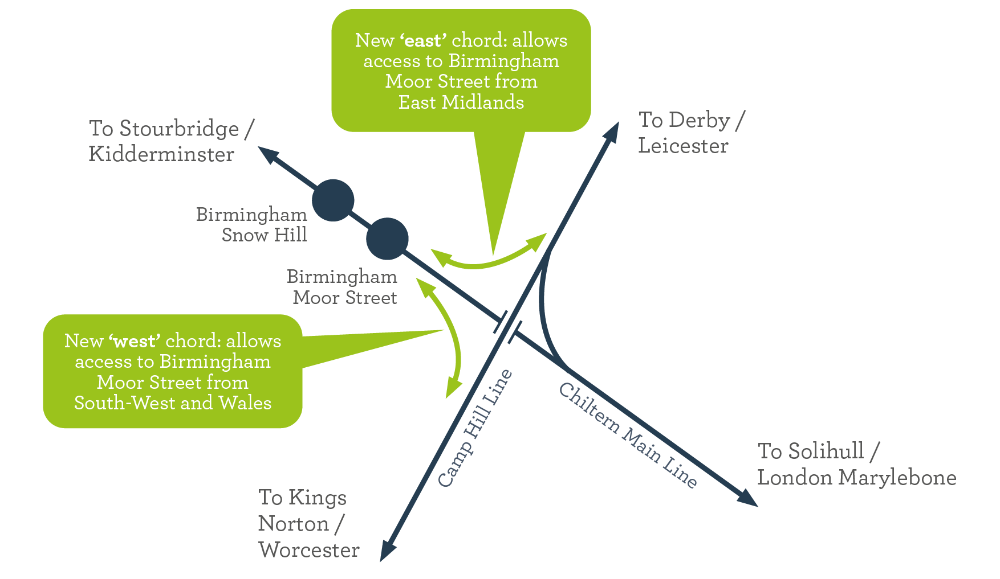 New ‘east’ chord: allows
access to Birmingham
Moor Street from
East Midlands
To Stourbridge /
Kidderminster
To Derby /
Leicester
Birmingham
Snow Hill
Birmingham
Moor Street
New ‘west’ chord: allows
access to Birmingham
Moor Street from
South-West and Wales
Camp Hill Line
Chiltern Main Line
To Solihull /
London Marylebone
To Kings
Norton /
Worcester